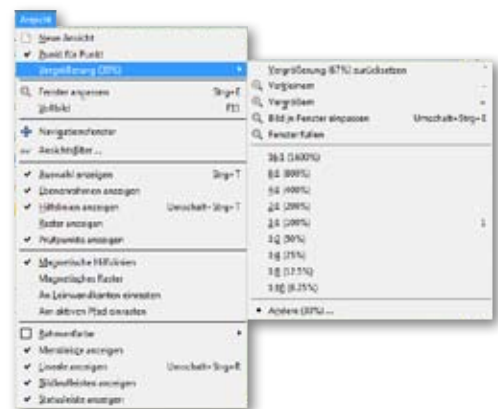 Ansicht
Neue Ansicht
Punkt für Punkt
Vergrößerung (30%)
Fenster anpassen Strg+E
Vollbild F11
Navigationsfenster
Ansichtsfilter ...
Auswahl anzeigen Strg+T
Ebenenrahmen anzeigen
Hilfslinien anzeigen Umschalt+Strg+T
Raster anzeigen
Prüfpunkte anzeigen
Magnetische Hilfslinien
Magnetisches Raster
An Leinwandkanten einrasten
Am aktiven Pfad einrasten
Rahmenfarbe
Menüleiste anzeigen
Lineale anzeigen Umschalt+Strg+R
Bildlaufleisten anzeigen
Statusleiste anzeigen
Vergrößerung (67%) zurücksetzen
Verkleinern -
Vergrößern +
Bild in Fenster einpassen Umschalt+Strg+E
Fenster füllen
16:1 (1600%)
8:1 (800%)
4:1 (400%)
2:1 (200%)
1:1 (100%) 1
1:2 (50%)
1:4 (25%)
1:8 (12.5%)
1:16 (6.25%)
Andere (30%) ...